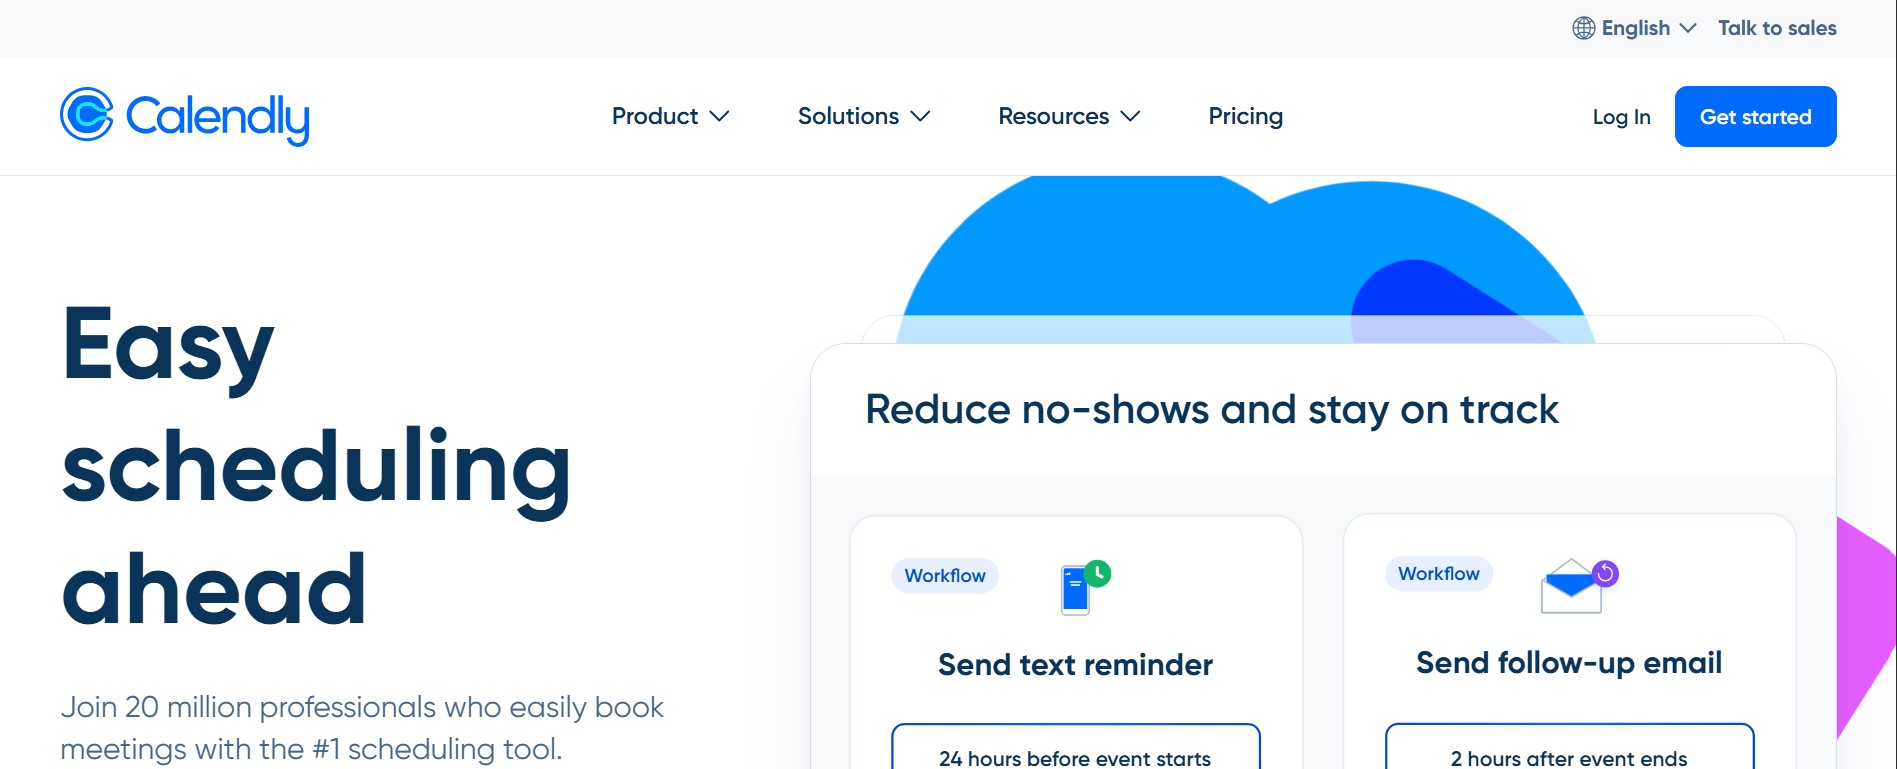 English
Talk to sales
Calendly
Product
Solutions
Resources
Pricing
Log In
Get started
Easy
scheduling
ahead
Join 20 million professionals who easily book
meetings with the #1 scheduling tool.
Reduce no-shows and stay on track
Workflow
Send text reminder
24 hours before event starts
Workflow
Send follow-up email
2 hours after event ends